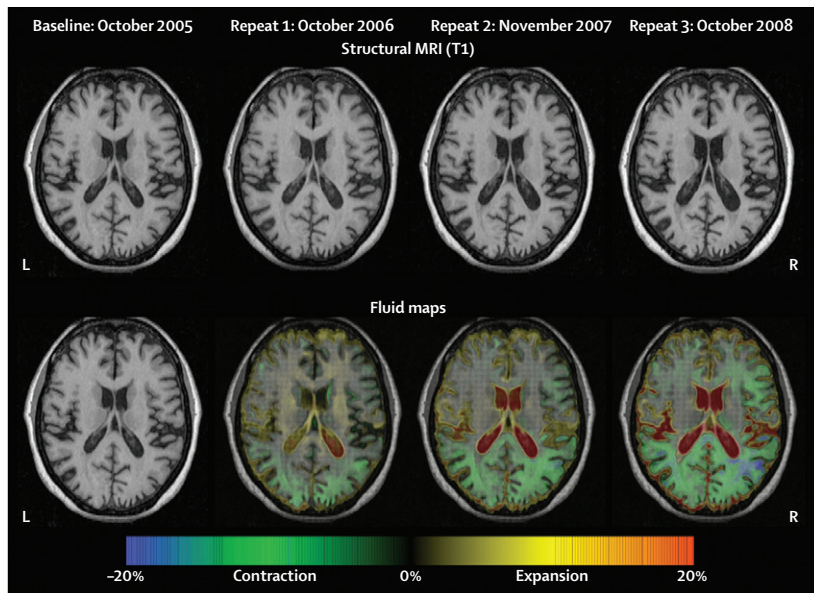 Baseline: October 2005 Repeat 1: October 2006 Repeat 2: November 2007 Repeat 3: October 2008
Structural MRI (T1)
L R
Fluid maps
L R
–20% Contraction 0% Expansion 20%